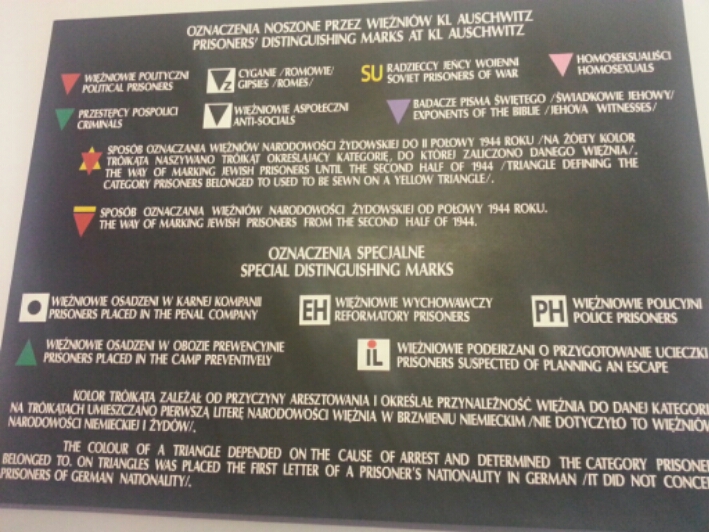 OZNACZENIA NOSZONE PRZEZ WIĘŹNIÓW KL AUSCHWITZ
PRISONERS' DISTINGUISHING MARKS AT KL AUSCHWITZ
WIĘŹNIOWIE POLITYCZNI
POLITICAL PRISONERS
Z
CYGANIE /ROMOWIE/
GIPSIES /ROMES/
SU
RADZIECCY JEŃCY WOJENNI
SOVIET PRISONERS OF WAR
HOMOSEKSUALIŚCI
HOMOSEXUALS
PRZESTĘPCY POSPOLICI
CRIMINALS
WIĘŹNIOWIE ASPOŁECZNI
ANTI-SOCIALS
BADACZE PISMA ŚWIĘTEGO /ŚWIADKOWIE JEHOWY/
EXPONENTS OF THE BIBLIE /JEHOVA WITNESSES/
SPOSÓB OZNACZANIA WIĘŹNIÓW NARODOWOŚCI ŻYDOWSKIEJ DO II POŁOWY 1944 ROKU /NA ŻÓŁTY KOLOR
TRÓJKĄTA NASZYWANO TRÓJKĄT OKREŚLAJĄCY KATEGORIĘ, DO KTÓREJ ZALICZONO DANEGO WIĘŹNIA/.
THE WAY OF MARKING JEWISH PRISONERS UNTIL THE SECOND HALF OF 1944 /TRIANGLE DEFINING THE
CATEGORY PRISONERS BELONGED TO USED TO BE SEWN ON A YELLOW TRIANGLE/.
SPOSÓB OZNACZANIA WIĘŹNIÓW NARODOWOŚCI ŻYDOWSKIEJ OD POŁOWY 1944 ROKU.
THE WAY OF MARKING JEWISH PRISONERS FROM THE SECOND HALF OF 1944.
OZNACZENIA SPECJALNE
SPECIAL DISTINGUISHING MARKS
WIĘŹNIOWIE OSADZENI W KARNEJ KOMPANII
PRISONERS PLACED IN THE PENAL COMPANY
EH
WIĘŹNIOWIE WYCHOWAWCZY
REFORMATORY PRISONERS
PH
WIĘŹNIOWIE POLICYJNI
POLICE PRISONERS
WIĘŹNIOWIE OSADZENI W OBOZIE PREWENCYJNIE
PRISONERS PLACED IN THE CAMP PREVENTIVELY
iL
WIĘŹNIOWIE PODEJRZANI O PRZYGOTOWANIE UCIECZKI
PRISONERS SUSPECTED OF PLANNING AN ESCAPE
KOLOR TRÓJKĄTA ZALEŻAŁ OD PRZYCZYNY ARESZTOWANIA I OKREŚLAŁ PRZYNALEŻNOŚĆ WIĘŹNIA DO DANEJ KATEGORI
NA TRÓJKĄTACH UMIESZCZANO PIERWSZĄ LITERĘ NARODOWOŚCI WIĘŹNIA W BRZMIENIU NIEMIECKIM /NIE DOTYCZYŁO TO WIĘŹNIÓW
NARODOWOŚCI NIEMIECKIEJ I ŻYDÓW/.
THE COLOUR OF A TRIANGLE DEPENDED ON THE CAUSE OF ARREST AND DETERMINED THE CATEGORY PRISONE
BELONGED TO. ON TRIANGLES WAS PLACED THE FIRST LETTER OF A PRISONER'S NATIONALITY IN GERMAN /IT DID NOT CONCE
PRISONERS OF GERMAN NATIONALITY/.